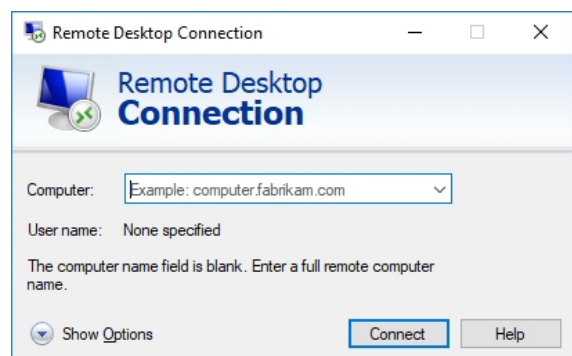 Remote Desktop Connection
Remote Desktop
Connection
Computer: Example: computer.fabrikam.com
User name: None specified
The computer name field is blank. Enter a full remote computer
name.
Show Options Connect Help